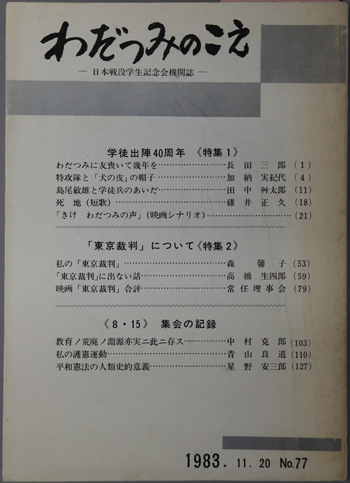 わだつみのこえ
― 日本戦没学生記念会機関誌 ―
学徒出陣40周年 《特集1》
わだつみに友喪いて幾年を……………………長田三郎（1）
特攻隊と「犬の皮」の帽子……………………加納実紀代（4）
島尾敏雄と学徒兵のあいだ……………………田中艸太郎（11）
死 地（短歌）……………………碓井正久（18）
「きけ わだつみの声」（映画シナリオ）……………………（21）
「東京裁判」について《特集2》
私の「東京裁判」……………………森馨子（53）
「東京裁判」に出ない話……………………高橋生四郎（59）
映画「東京裁判」合評……………………常任理事会（79）
《8・15》 集会の記録
教育ノ荒廃ノ淵源亦実ニ此ニ存ス……………………中村克郎（103）
私の護憲運動……………………青山良道（110）
平和憲法の人類史的意義……………………星野安三郎（127）
1983. 11. 20 No.77